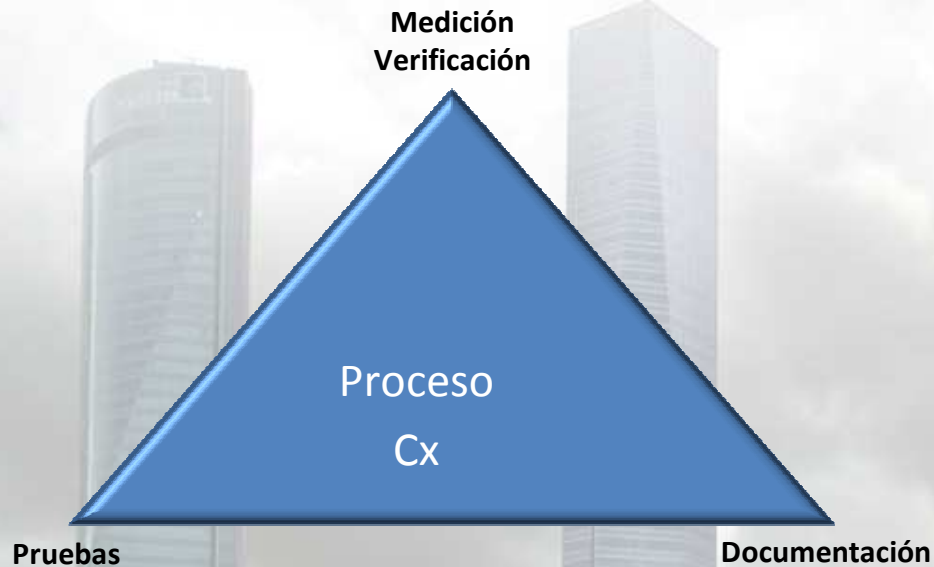 Medición
Verificación
Proceso
Cx
Pruebas
Documentación